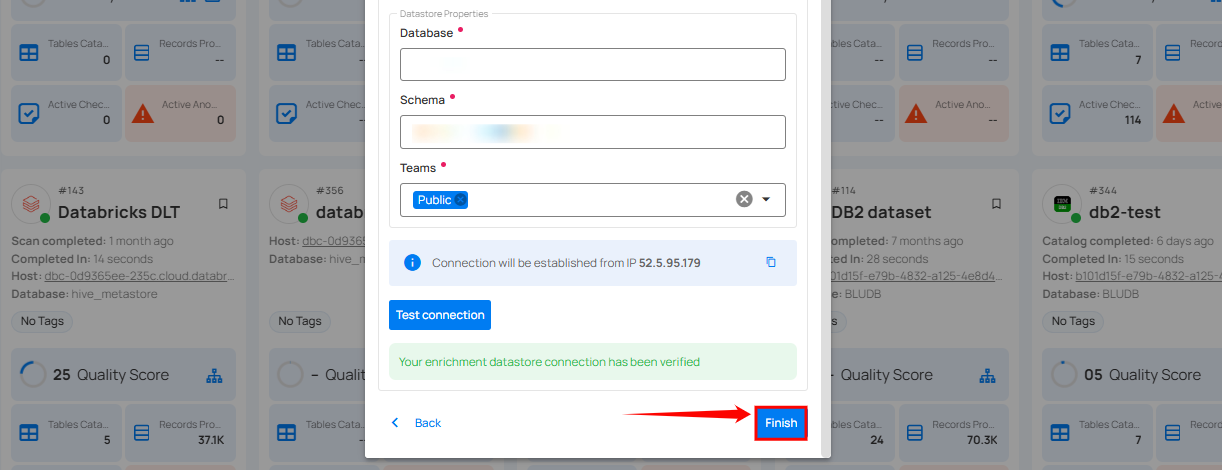 Datastore Properties
Database
Schema
Teams
Public
Connection will be established from IP 52.5.95.179
Test connection
Your enrichment datastore connection has been verified
Back
Finish
Tables Cata...
0
Records Pro...
--
Active Chec...
0
Active Ano...
0
#143
Databricks DLT
Scan completed: 1 month ago
Completed In: 14 seconds
Host: dbc-0d9365ee-235c.cloud.databr...
Database: hive_metastore
No Tags
25 Quality Score
Tables Cata...
5
Records Pro...
37.1K
Tables Cata...
--
Active Chec...
--
#356
datab
Host: dbc-0d9365
Database: hive_m
No Tags
– Qualit
Tables Cata...
--
Records Pro...
--
Active Ano...
--
#114
DB2 dataset
ompleted: 7 months ago
ed In: 28 seconds
01d15f-e79b-4832-a125-4e8d4...
e: BLUDB
gs
- Quality Score
24
Records Pro...
70.3K
Tables Cata...
7
Records
Active Chec...
114
Active
#344
db2-test
Catalog completed: 6 days ago
Completed In: 15 seconds
Host: b101d15f-e79b-4832-a125-4
Database: BLUDB
No Tags
05 Quality Score
Tables Cata...
7
Records